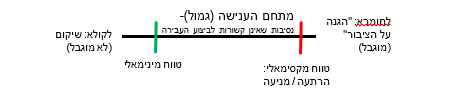 מתחם הענישה (גמול)-
לחומרא: "הגנה
על הציבור"
(מוגבל)
נסיבות שאינן קשורות לביצוע העבירה
לקולא: שיקום
(לא מוגבל)
טווח מקסימאלי:
הרתעה / מניעה
טווח מינימאלי